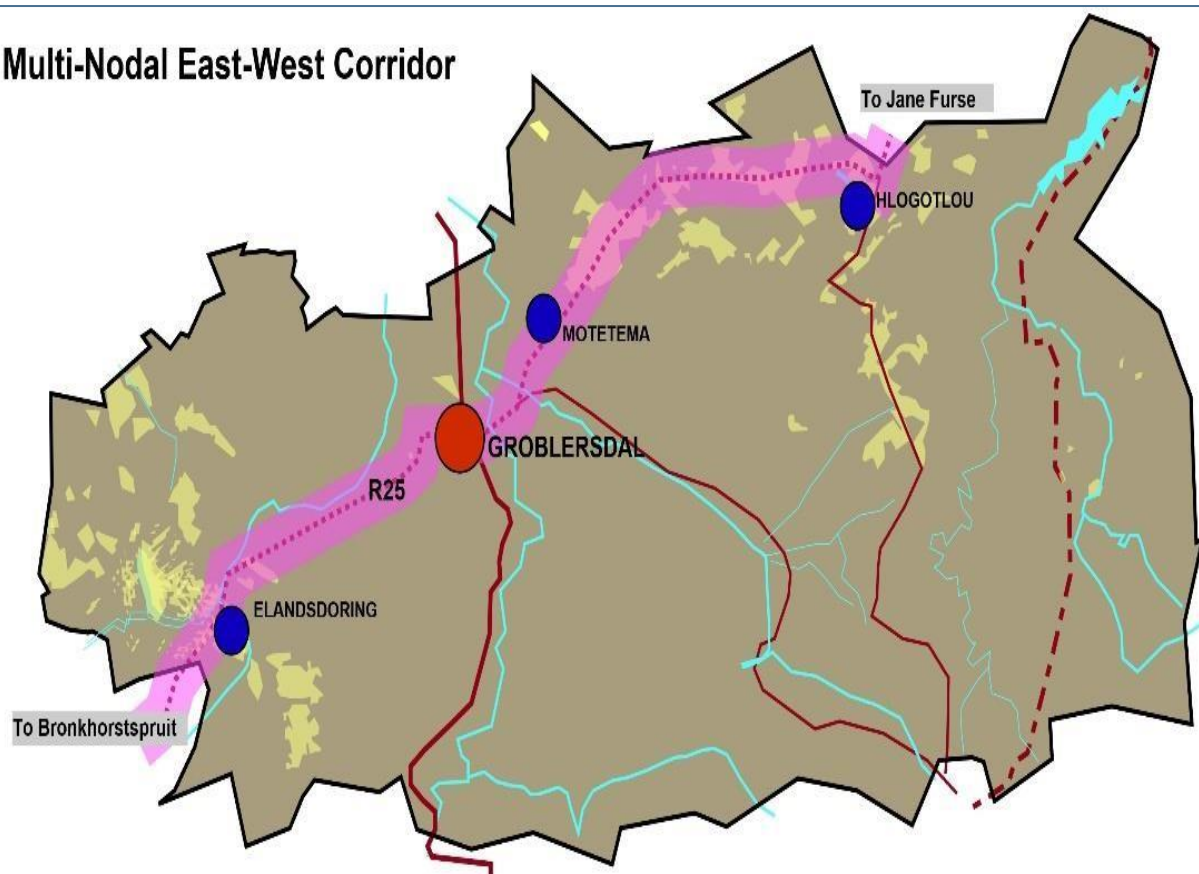 Multi-Nodal East-West Corridor
To Jane Furse
HLOGOTLOU
MOTETEMA
GROBLERSDAL
R25
ELANDSDORING
To Bronkhorstspruit